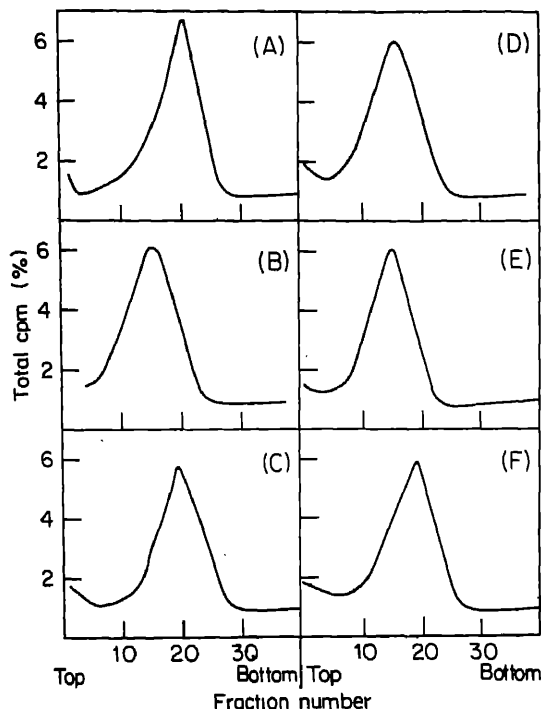 6
4
2
(A)
(D)
Total cpm (%)
6
4
2
(B)
(E)
6
4
2
(C)
(F)
10 20 30 10 20 30
Top Bottom Top Bottom
Fraction number